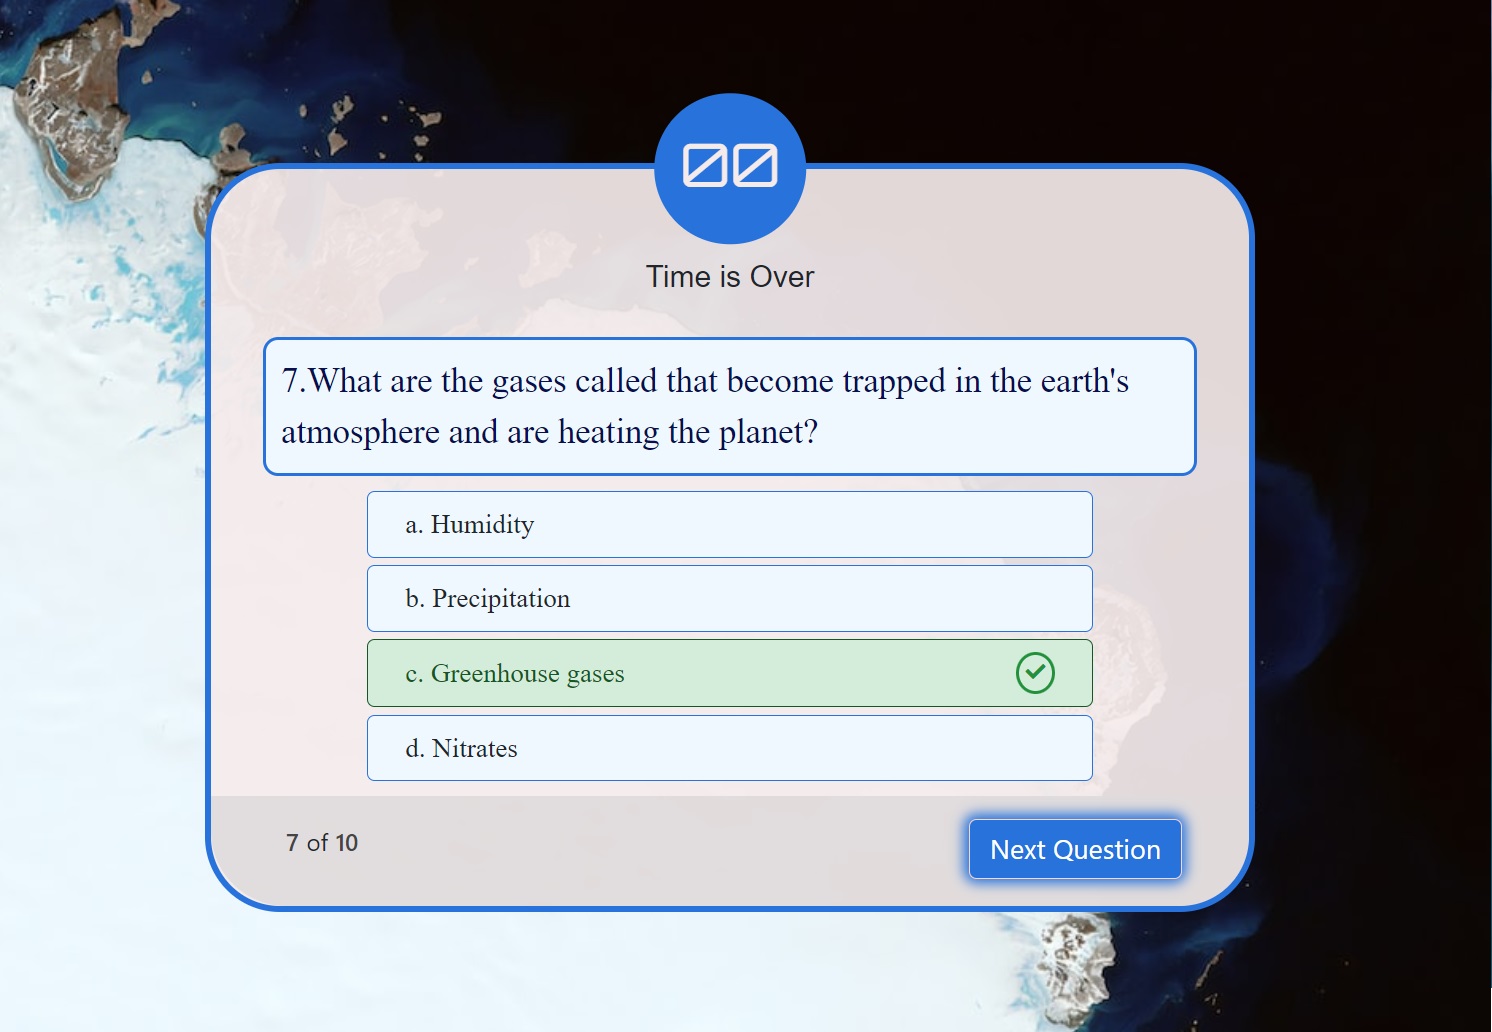 00
Time is Over
7.What are the gases called that become trapped in the earth's
atmosphere and are heating the planet?
a. Humidity
b. Precipitation
c. Greenhouse gases
d. Nitrates
7 of 10
Next Question